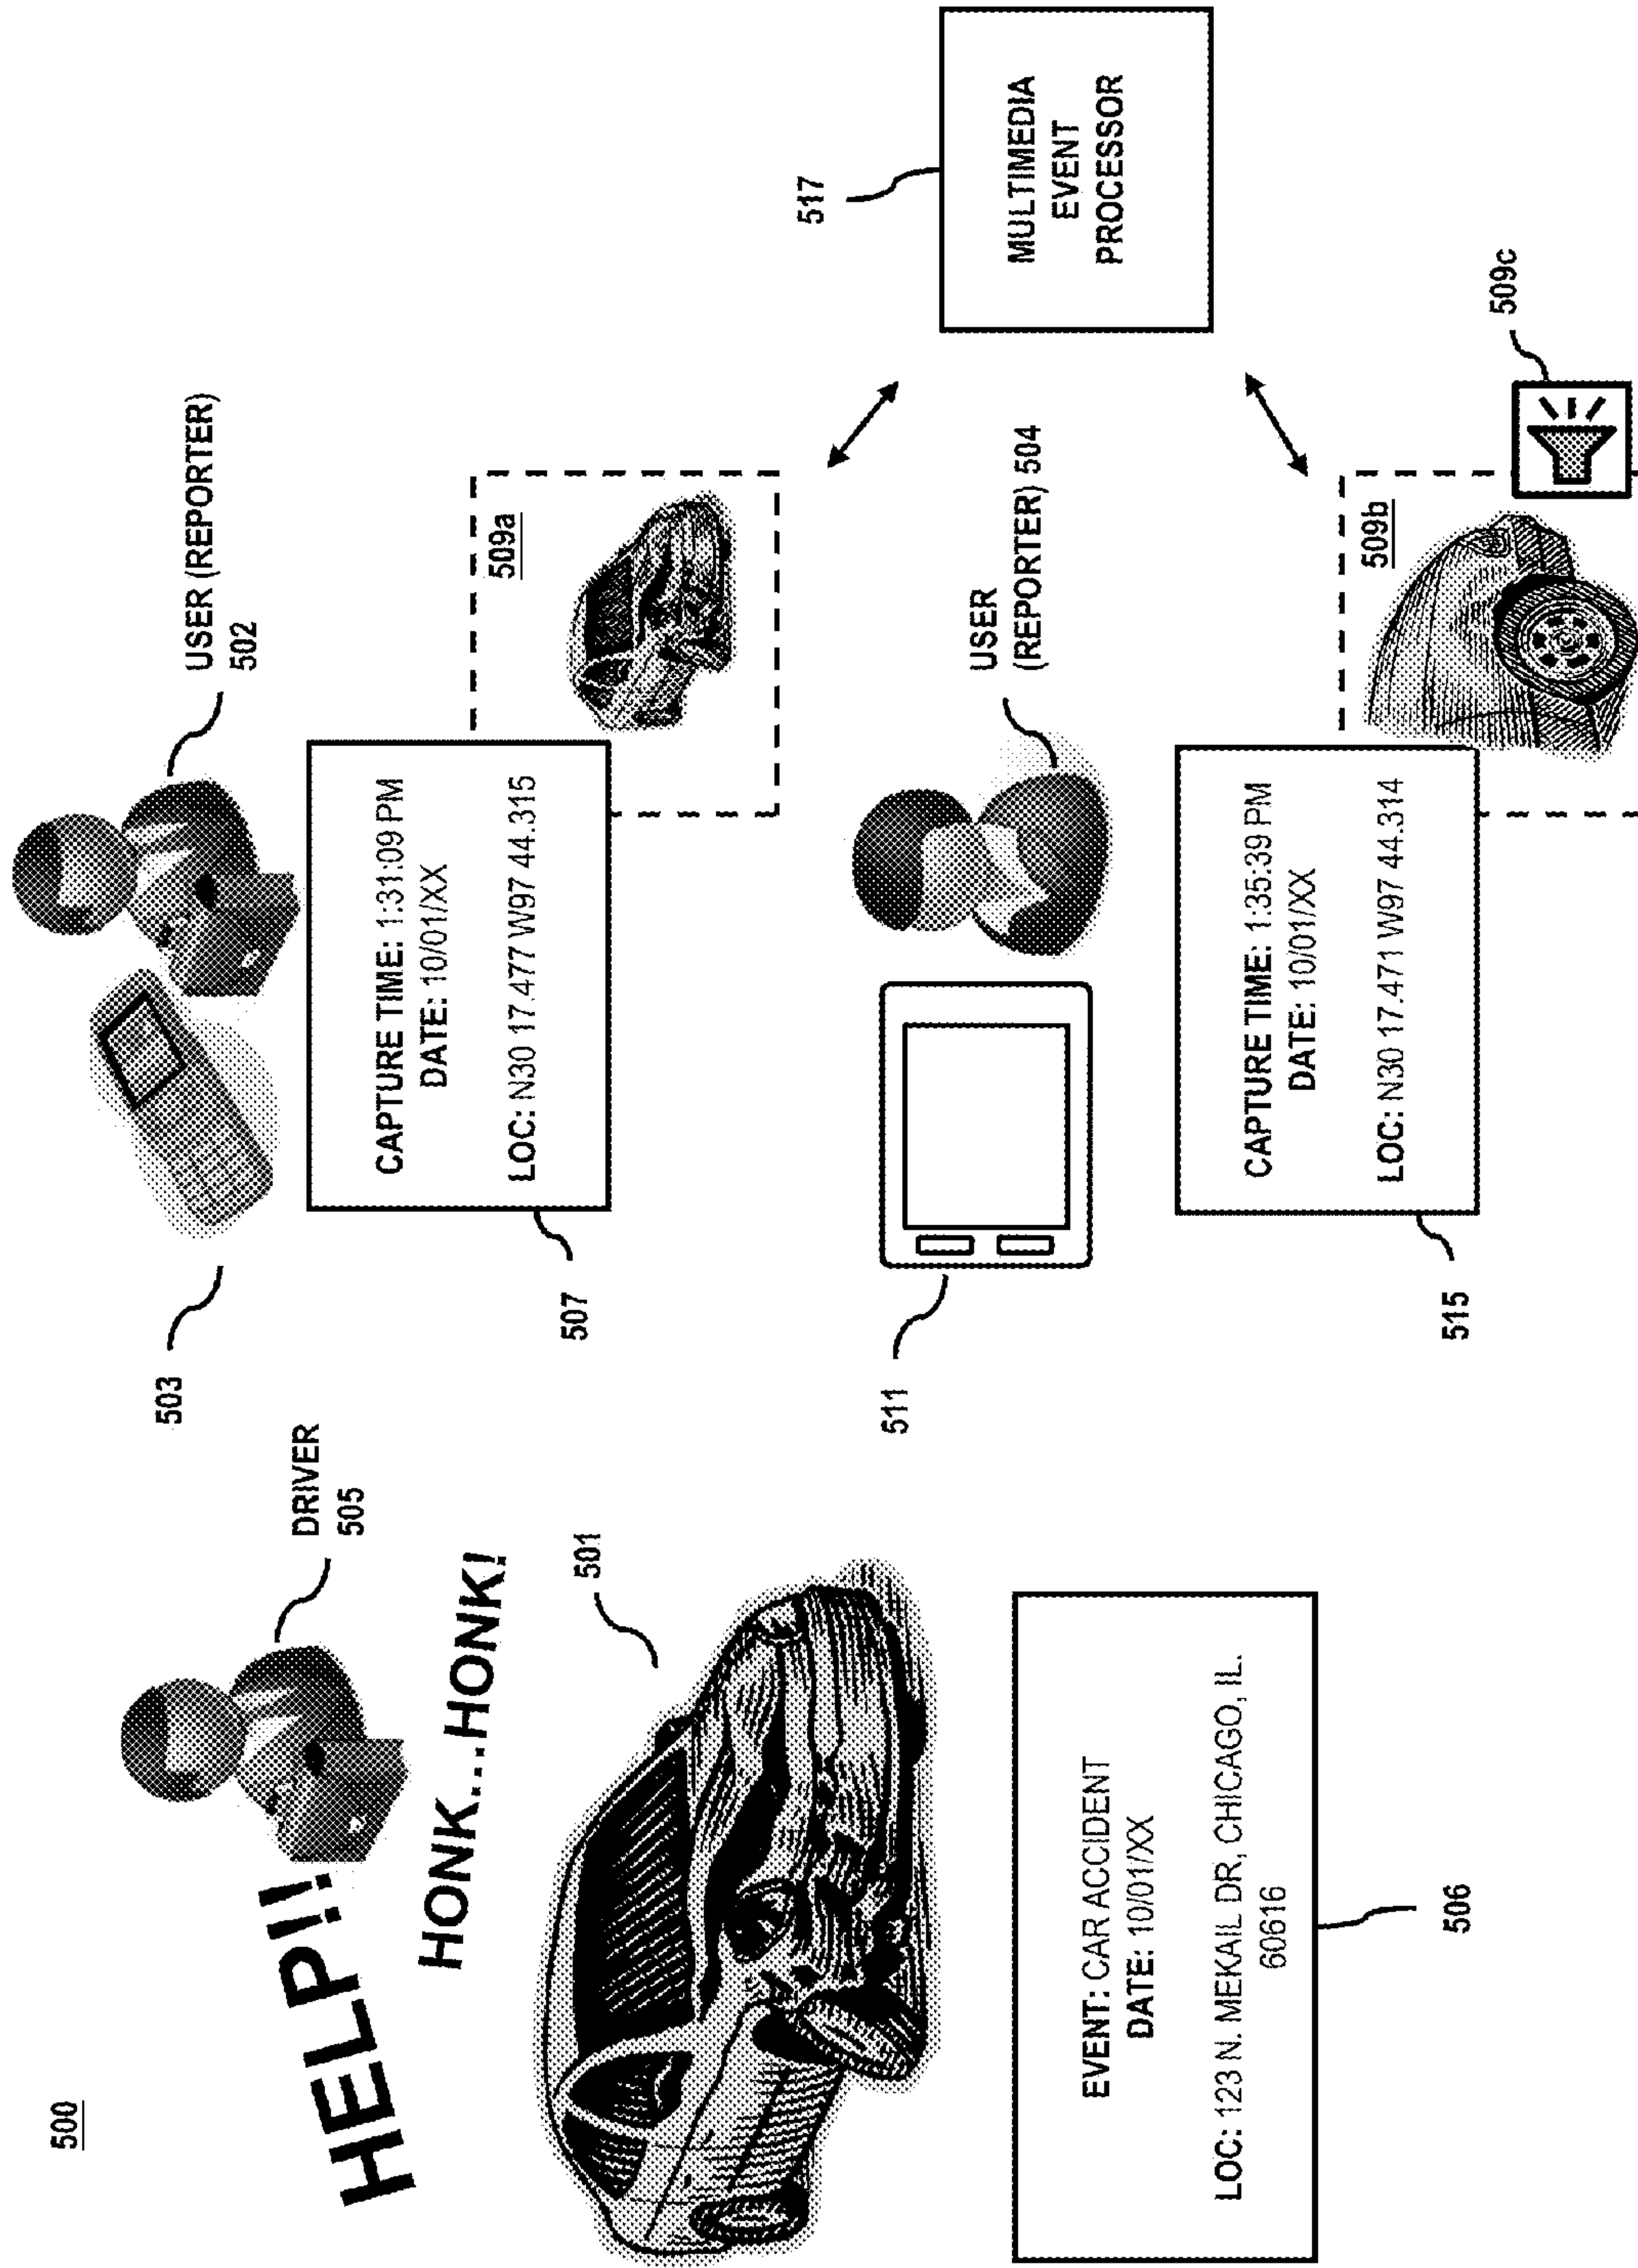 500
HELP!!
HONK...HONK!
DRIVER
505
501
EVENT: CAR ACCIDENT
DATE: 10/01/XX
LOC: 123 N. MEKAIL DR, CHICAGO, IL.
60616
506
503
USER (REPORTER)
502
CAPTURE TIME: 1:31:09 PM
DATE: 10/01/XX
LOC: N30 17.477 W97 44.315
507
509a
511
USER
(REPORTER) 504
CAPTURE TIME: 1:35:39 PM
DATE: 10/01/XX
LOC: N30 17.471 W97 44.314
515
509b
509c
517
MULTIMEDIA
EVENT
PROCESSOR